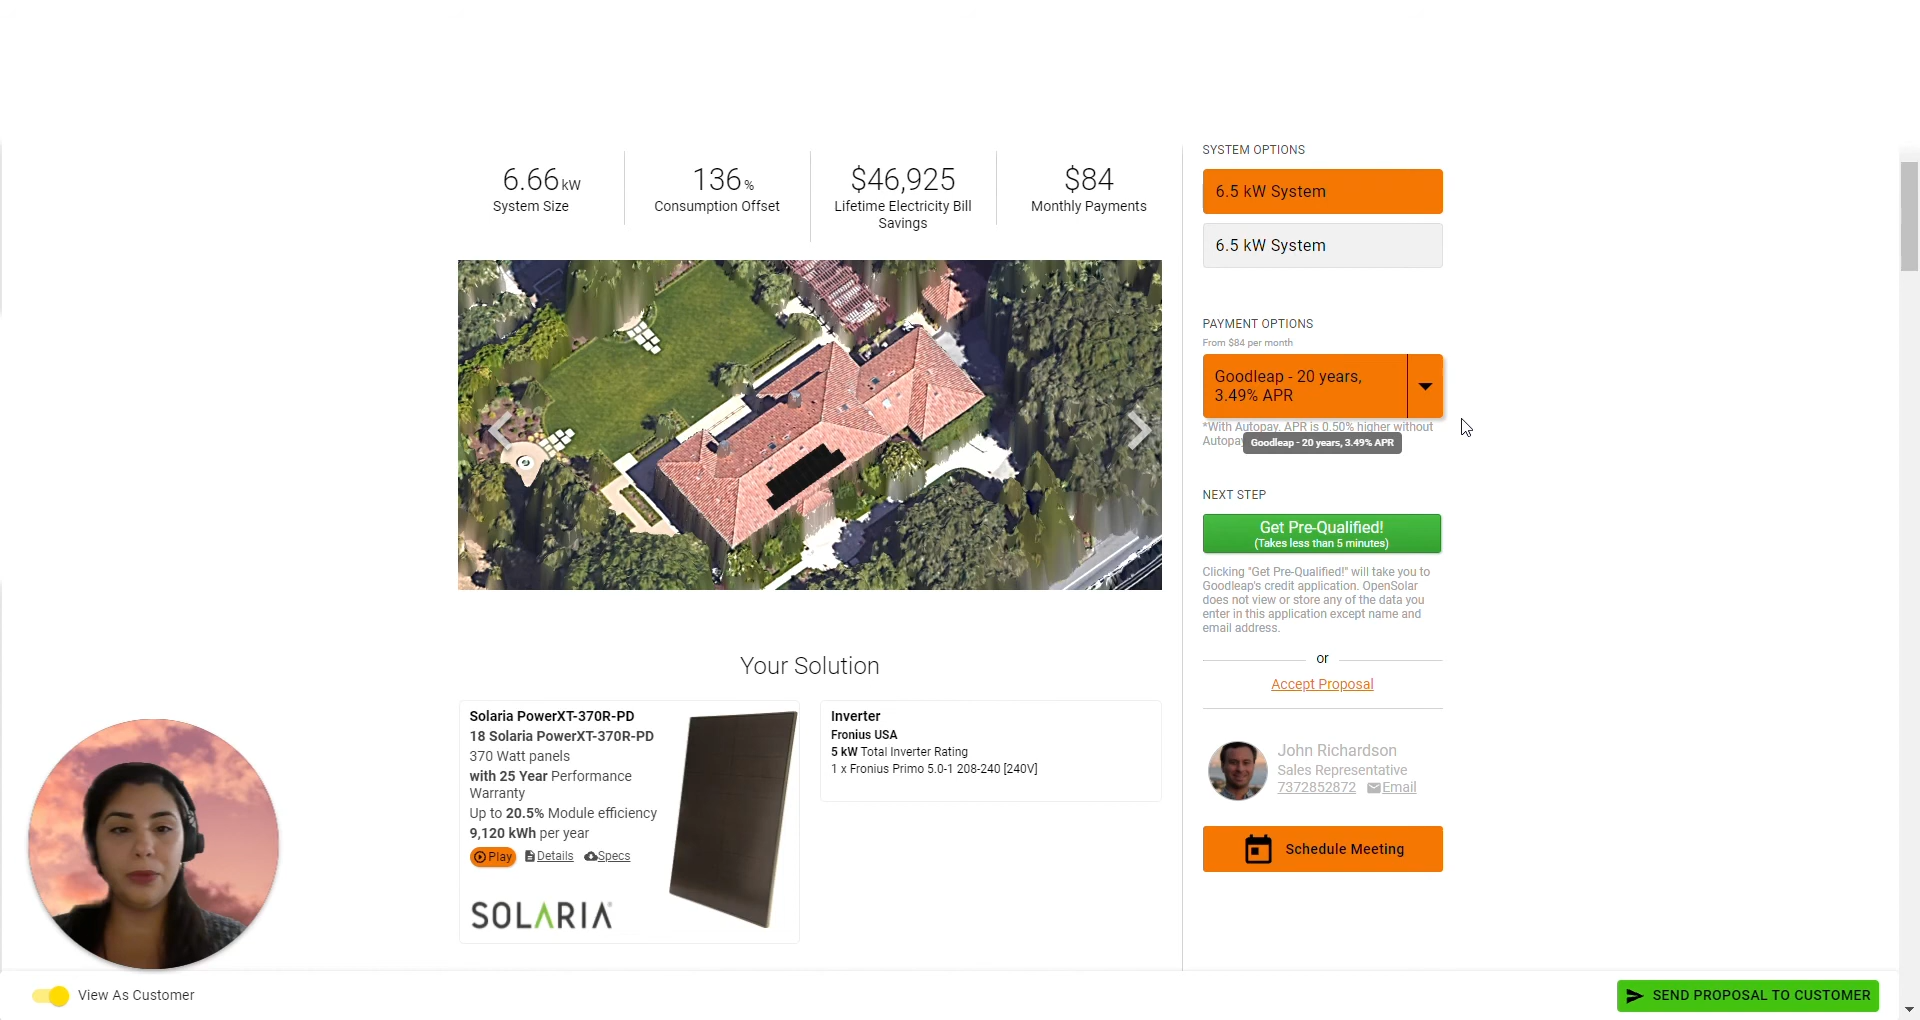 6.66 kW
System Size
136 %
Consumption Offset
$46,925
Lifetime Electricity Bill
Savings
$84
Monthly Payments
SYSTEM OPTIONS
6.5 kW System
6.5 kW System
PAYMENT OPTIONS
From $84 per month
Goodleap - 20 years,
3.49% APR
*With Autopay. APR is 0.50% higher without
Autopay
Goodleap - 20 years, 3.49% APR
NEXT STEP
Get Pre-Qualified!
(Takes less than 5 minutes)
Clicking "Get Pre-Qualified!" will take you to
Goodleap's credit application. OpenSolar
does not view or store any of the data you
enter in this application except name and
email address.
or
Accept Proposal
John Richardson
Sales Representative
7372852872 Email
Schedule Meeting
Your Solution
Solaria PowerXT-370R-PD
18 Solaria PowerXT-370R-PD
370 Watt panels
with 25 Year Performance
Warranty
Up to 20.5% Module efficiency
9,120 kWh per year
Play Details Specs
SOLARIA
Inverter
Fronius USA
5 kW Total Inverter Rating
1 x Fronius Primo 5.0-1 208-240 [240V]
View As Customer
SEND PROPOSAL TO CUSTOMER